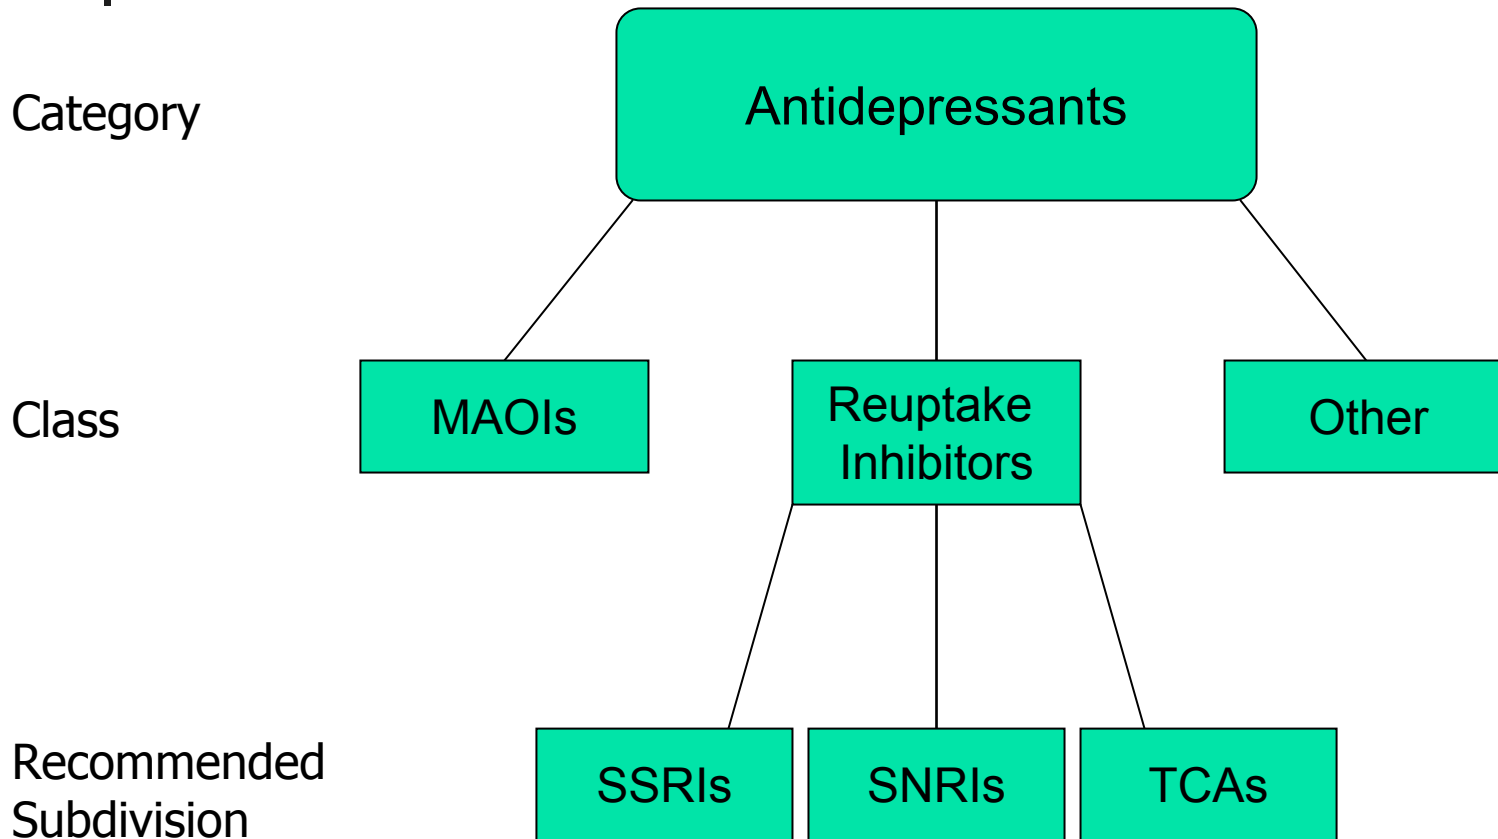 Category
Antidepressants
Class
MAOIs
Reuptake
Inhibitors
Other
Recommended
Subdivision
SSRIs
SNRIs
TCAs